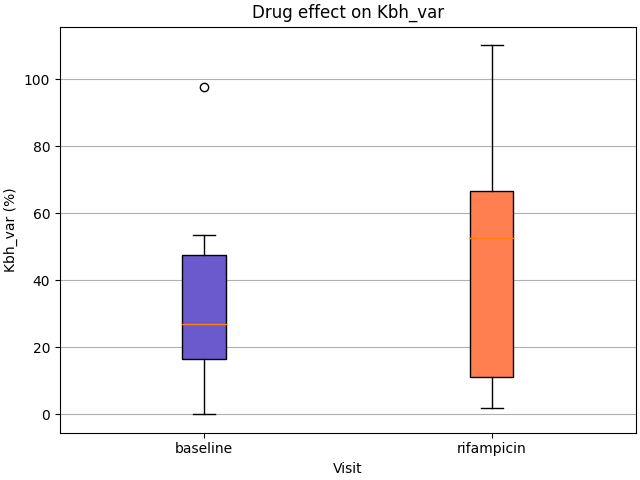 Drug effect on Kbh_var
Kbh_var (%)
100
80
60
40
20
0
baseline
rifampicin
Visit